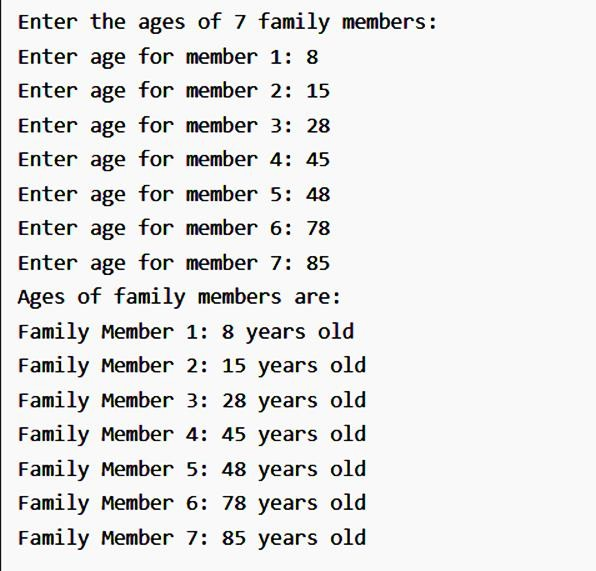 Enter the ages of 7 family members:
Enter age for member 1: 8
Enter age for member 2: 15
Enter age for member 3: 28
Enter age for member 4: 45
Enter age for member 5: 48
Enter age for member 6: 78
Enter age for member 7: 85
Ages of family members are:
Family Member 1: 8 years old
Family Member 2: 15 years old
Family Member 3: 28 years old
Family Member 4: 45 years old
Family Member 5: 48 years old
Family Member 6: 78 years old
Family Member 7: 85 years old